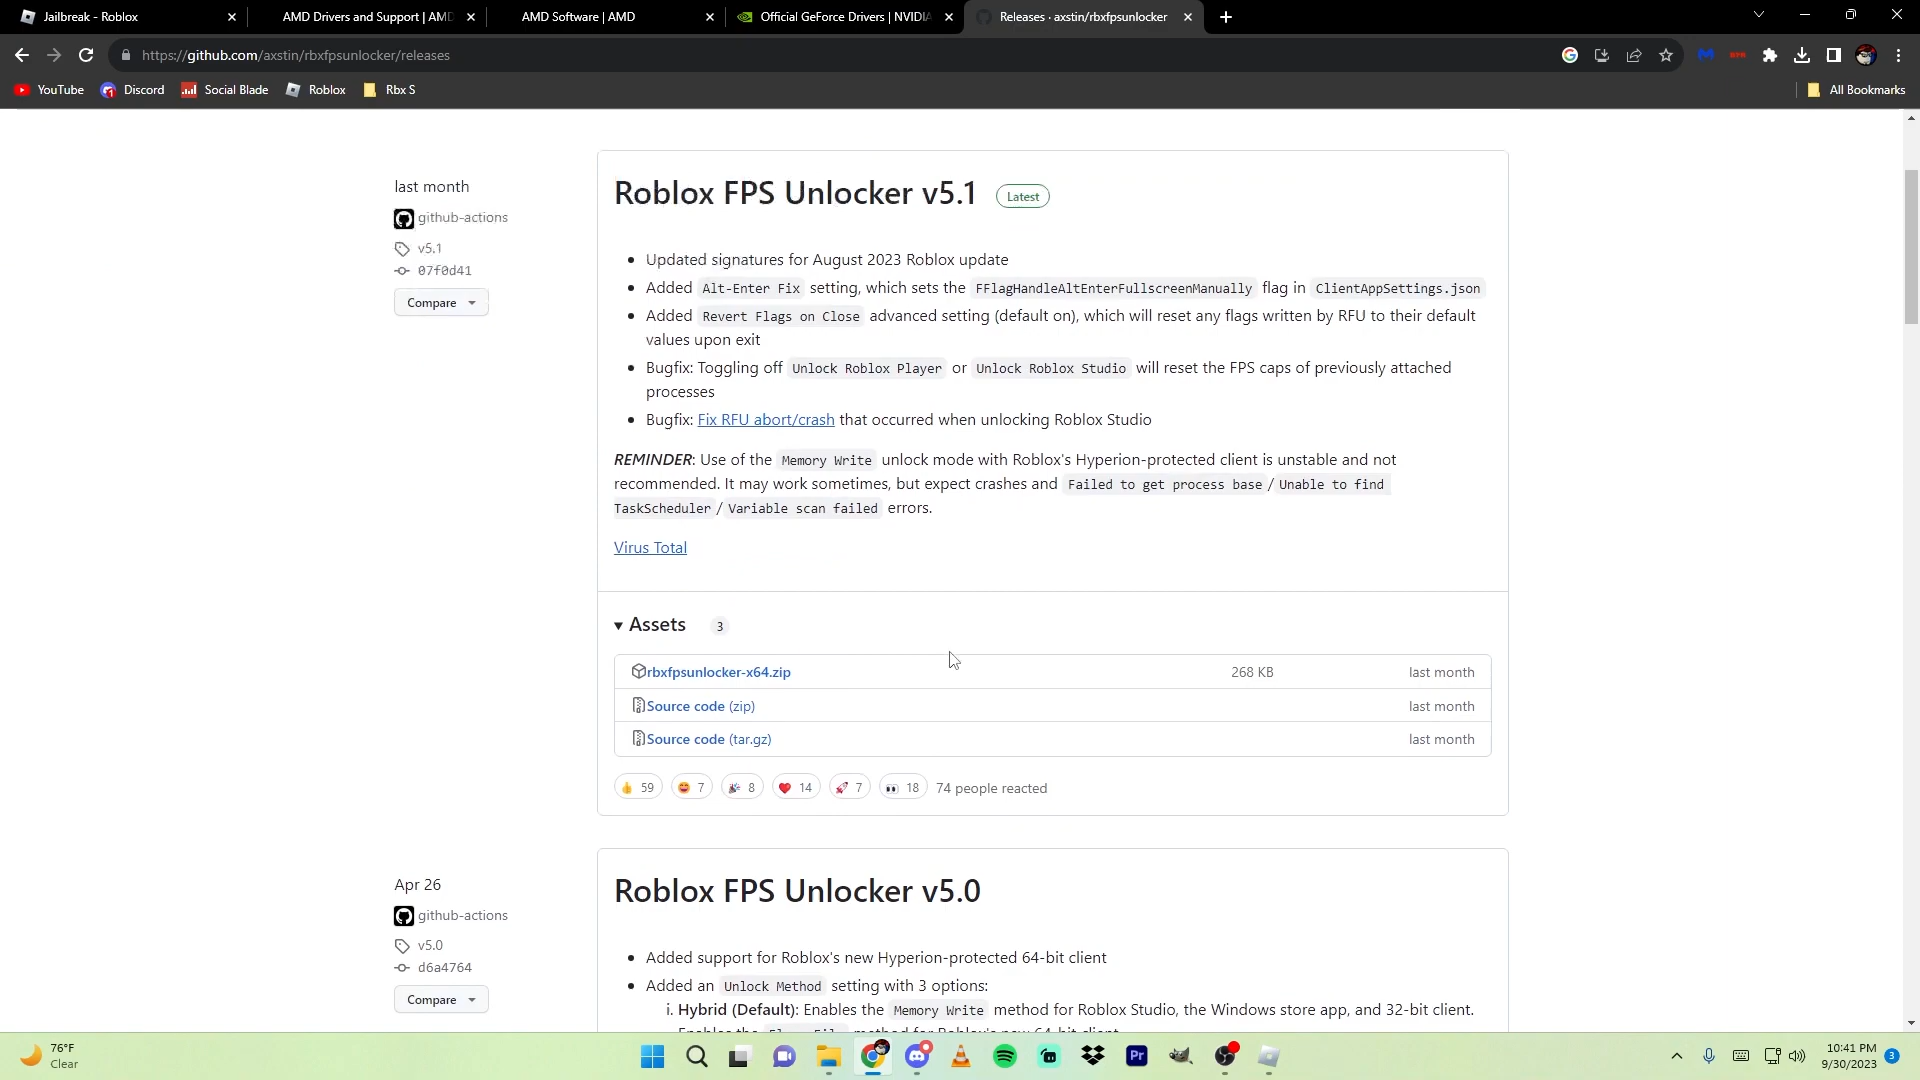 Jailbreak - Roblox
AMD Drivers and Support | AMD
AMD Software | AMD
Official GeForce Drivers | NVIDIA
Releases · axstin/rbxfpsunlocker
https://github.com/axstin/rbxfpsunlocker/releases
YouTube
Discord
Social Blade
Roblox
Rbx S
All Bookmarks
last month
github-actions
v5.1
07f0d41
Compare
Roblox FPS Unlocker v5.1 Latest
• Updated signatures for August 2023 Roblox update
• Added Alt-Enter Fix setting, which sets the FFlagHandleAltEnterFullscreenManually flag in ClientAppSettings.json
• Added Revert Flags on Close advanced setting (default on), which will reset any flags written by RFU to their default
values upon exit
• Bugfix: Toggling off Unlock Roblox Player or Unlock Roblox Studio will reset the FPS caps of previously attached
processes
• Bugfix: Fix RFU abort/crash that occurred when unlocking Roblox Studio
REMINDER: Use of the Memory Write unlock mode with Roblox's Hyperion-protected client is unstable and not
recommended. It may work sometimes, but expect crashes and Failed to get process base / Unable to find
TaskScheduler / Variable scan failed errors.
Virus Total
Assets 3
rbxfpsunlocker-x64.zip 268 KB last month
Source code (zip) last month
Source code (tar.gz) last month
59 7 8 14 7 18 74 people reacted
Apr 26
github-actions
v5.0
d6a4764
Compare
Roblox FPS Unlocker v5.0
• Added support for Roblox's new Hyperion-protected 64-bit client
• Added an Unlock Method setting with 3 options:
i. Hybrid (Default): Enables the Memory Write method for Roblox Studio, the Windows store app, and 32-bit client.
76°F
Clear
Pr
10:41 PM
9/30/2023
3